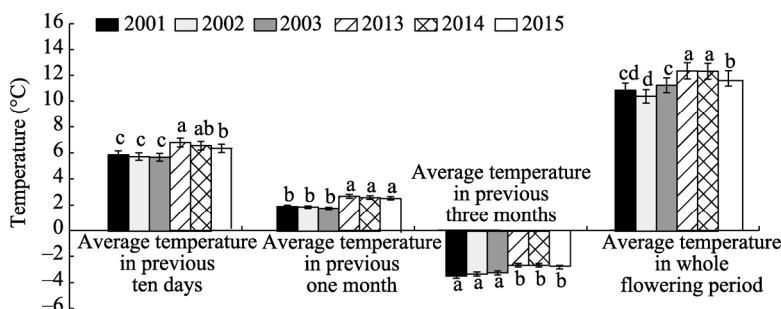 2001 2002 2003 2013 2014 2015
Temperature (°C)
16
14
12
10
8
6
4
2
0
−2
−4
−6
c c c a ab b
b b b a a a
a a a b b b
cd d c a a b
Average temperature
in previous
ten days
Average temperature
in previous
one month
Average temperature
in previous
three months
Average temperature
in whole
flowering period